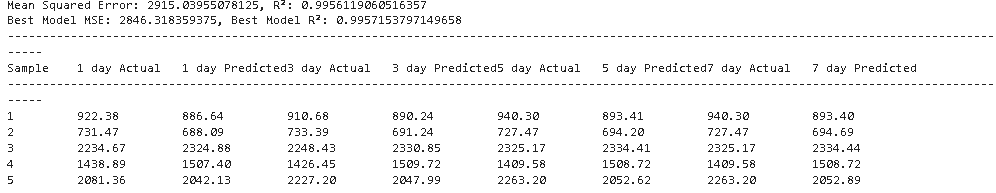 Mean Squared Error: 2915.03955078125, R²: 0.9956119060516357
Best Model MSE: 2846.318359375, Best Model R²: 0.9957153797149658
---------------------------------------------------------------------------------------------------------------------------------------------
-----
Sample    1 day Actual   1 day Predicted3 day Actual   3 day Predicted5 day Actual   5 day Predicted7 day Actual   7 day Predicted
---------------------------------------------------------------------------------------------------------------------------------------------
-----
1         922.38         886.64         910.68         890.24         940.30         893.41         940.30         893.40
2         731.47         688.09         733.39         691.24         727.47         694.20         727.47         694.69
3         2234.67        2324.88        2248.43        2330.85        2325.17        2334.41        2325.17        2334.44
4         1438.89        1507.40        1426.45        1509.72        1409.58        1508.72        1409.58        1508.72
5         2081.36        2042.13        2227.20        2047.99        2263.20        2052.62        2263.20        2052.89